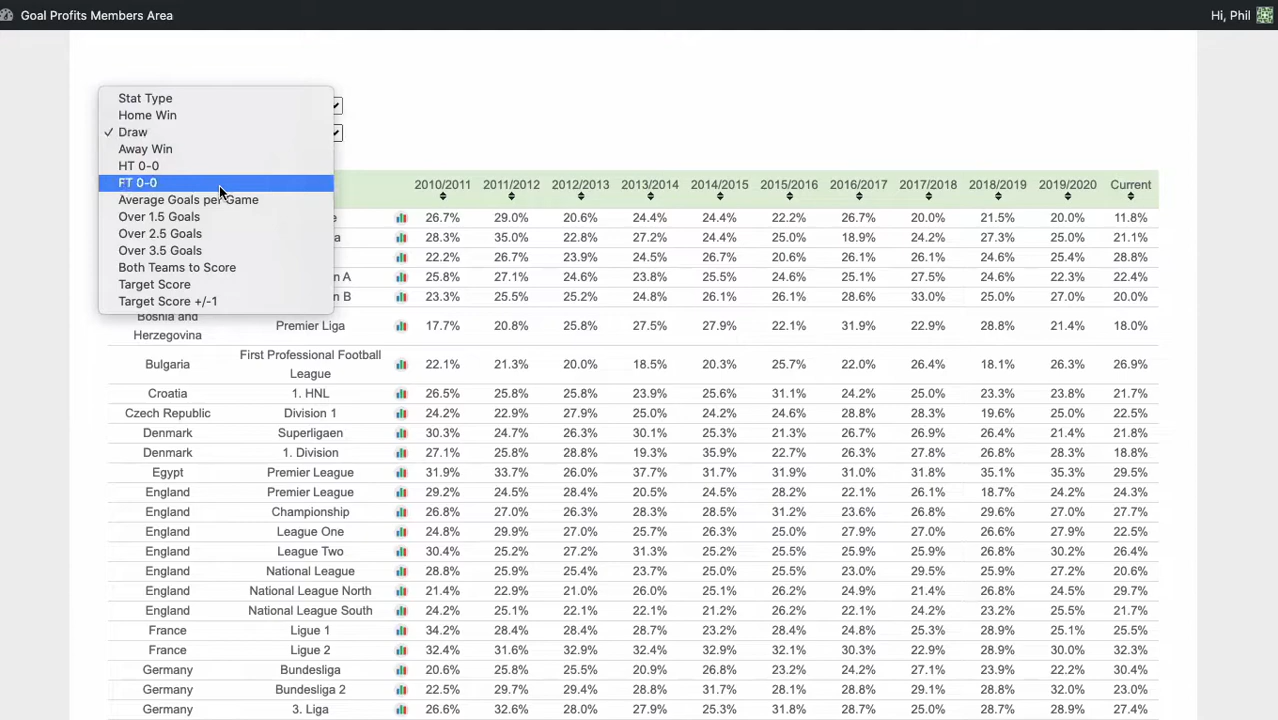 Goal Profits Members Area
Hi, Phil
Stat Type
Home Win
✓ Draw
Away Win
HT 0-0
FT 0-0
Average Goals per Game
Over 1.5 Goals
Over 2.5 Goals
Over 3.5 Goals
Both Teams to Score
Target Score
Target Score +/-1
2010/2011 2011/2012 2012/2013 2013/2014 2014/2015 2015/2016 2016/2017 2017/2018 2018/2019 2019/2020 Current
e 26.7% 29.0% 20.6% 24.4% 24.4% 22.2% 26.7% 20.0% 21.5% 20.0% 11.8%
a 28.3% 35.0% 22.8% 27.2% 24.4% 25.0% 18.9% 24.2% 27.3% 25.0% 21.1%
22.2% 26.7% 23.9% 24.5% 26.7% 20.6% 26.1% 26.1% 24.6% 25.4% 28.8%
n A 25.8% 27.1% 24.6% 23.8% 25.5% 24.6% 25.1% 27.5% 24.6% 22.3% 22.4%
n B 23.3% 25.5% 25.2% 24.8% 26.1% 26.1% 28.6% 33.0% 25.0% 27.0% 20.0%
Bosnia and
Herzegovina Premier Liga 17.7% 20.8% 25.8% 27.5% 27.9% 22.1% 31.9% 22.9% 28.8% 21.4% 18.0%
Bulgaria First Professional Football
League 22.1% 21.3% 20.0% 18.5% 20.3% 25.7% 22.0% 26.4% 18.1% 26.3% 26.9%
Croatia 1. HNL 26.5% 25.8% 25.8% 23.9% 25.6% 31.1% 24.2% 25.0% 23.3% 23.8% 21.7%
Czech Republic Division 1 24.2% 22.9% 27.9% 25.0% 24.2% 24.6% 28.8% 28.3% 19.6% 25.0% 22.5%
Denmark Superligaen 30.3% 24.7% 26.3% 30.1% 25.3% 21.3% 26.7% 26.9% 26.4% 21.4% 21.8%
Denmark 1. Division 27.1% 25.8% 28.8% 19.3% 35.9% 22.7% 26.3% 27.8% 26.8% 28.3% 18.8%
Egypt Premier League 31.9% 33.7% 26.0% 37.7% 31.7% 31.9% 31.0% 31.8% 35.1% 35.3% 29.5%
England Premier League 29.2% 24.5% 28.4% 20.5% 24.5% 28.2% 22.1% 26.1% 18.7% 24.2% 24.3%
England Championship 26.8% 27.0% 26.3% 28.3% 28.5% 31.2% 23.6% 26.8% 29.6% 27.0% 27.7%
England League One 24.8% 29.9% 27.0% 25.7% 26.3% 25.0% 27.9% 27.0% 26.6% 27.9% 22.5%
England League Two 30.4% 25.2% 27.2% 31.3% 25.2% 25.5% 25.9% 25.9% 26.8% 30.2% 26.4%
England National League 28.8% 25.9% 25.4% 23.7% 25.0% 25.5% 23.0% 29.5% 25.9% 27.2% 20.6%
England National League North 21.4% 22.9% 21.0% 26.0% 25.1% 26.2% 24.9% 21.4% 26.8% 24.5% 29.7%
England National League South 24.2% 25.1% 22.1% 22.1% 21.2% 26.2% 22.1% 24.2% 23.2% 25.5% 21.7%
France Ligue 1 34.2% 28.4% 28.4% 28.7% 23.2% 28.4% 24.8% 25.3% 28.9% 25.1% 25.5%
France Ligue 2 32.4% 31.6% 32.9% 32.4% 32.9% 32.1% 30.3% 22.9% 28.9% 30.0% 32.3%
Germany Bundesliga 20.6% 25.8% 25.5% 20.9% 26.8% 23.2% 24.2% 27.1% 23.9% 22.2% 30.4%
Germany Bundesliga 2 22.5% 29.7% 29.4% 28.8% 31.7% 28.1% 28.8% 29.1% 28.8% 32.0% 23.0%
Germany 3. Liga 26.6% 32.6% 28.0% 27.9% 25.3% 31.8% 28.7% 25.0% 28.7% 28.9% 27.4%